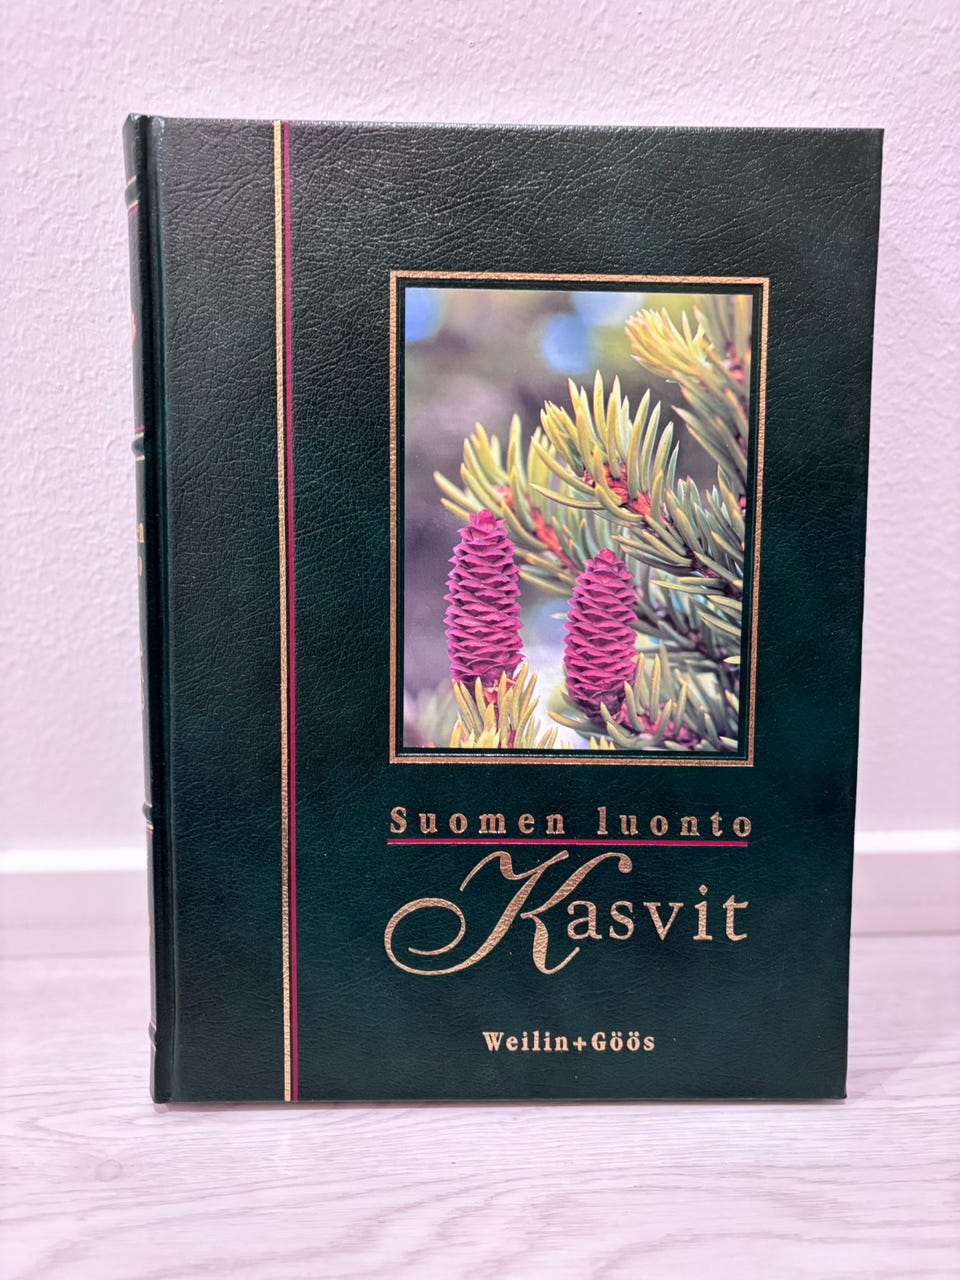 Suomen luonto
Kasvit
Weilin+Göös